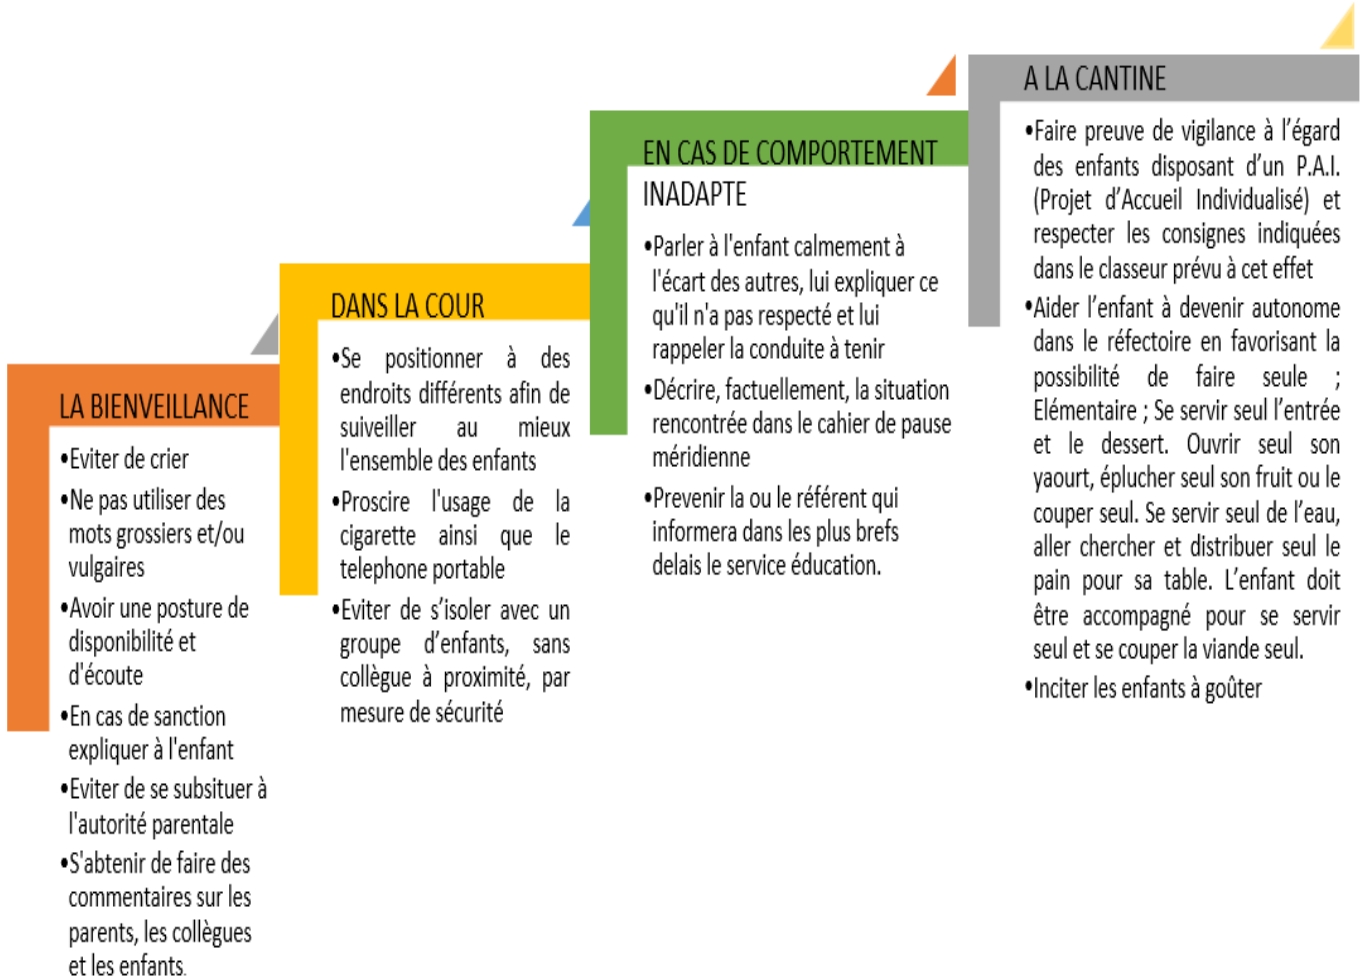 LA BIENVEILLANCE
•Eviter de crier
•Ne pas utiliser des
mots grossiers et/ou
vulgaires
•Avoir une posture de
disponibilité et
d'écoute
•En cas de sanction
expliquer à l'enfant
•Eviter de se subsituer à
l'autorité parentale
•S'abtenir de faire des
commentaires sur les
parents, les collègues
et les enfants.
DANS LA COUR
•Se positionner à des
endroits différents afin de
suiveiller au mieux
l'ensemble des enfants
•Proscire l'usage de la
cigarette ainsi que le
telephone portable
•Eviter de s’isoler avec un
groupe d’enfants, sans
collègue à proximité, par
mesure de sécurité
EN CAS DE COMPORTEMENT
INADAPTE
•Parler à l'enfant calmement à
l'écart des autres, lui expliquer ce
qu'il n'a pas respecté et lui
rappeler la conduite à tenir
•Décrire, factuellement, la situation
rencontrée dans le cahier de pause
méridienne
•Prevenir la ou le référent qui
informera dans les plus brefs
delais le service éducation.
A LA CANTINE
•Faire preuve de vigilance à l’égard
des enfants disposant d’un P.A.I.
(Projet d’Accueil Individualisé) et
respecter les consignes indiquées
dans le classeur prévu à cet effet
•Aider l’enfant à devenir autonome
dans le réfectoire en favorisant la
possibilité de faire seule ;
Elémentaire ; Se servir seul l’entrée
et le dessert. Ouvrir seul son
yaourt, éplucher seul son fruit ou le
couper seul. Se servir seul de l’eau,
aller chercher et distribuer seul le
pain pour sa table. L’enfant doit
être accompagné pour se servir
seul et se couper la viande seul.
•Inciter les enfants à goûter